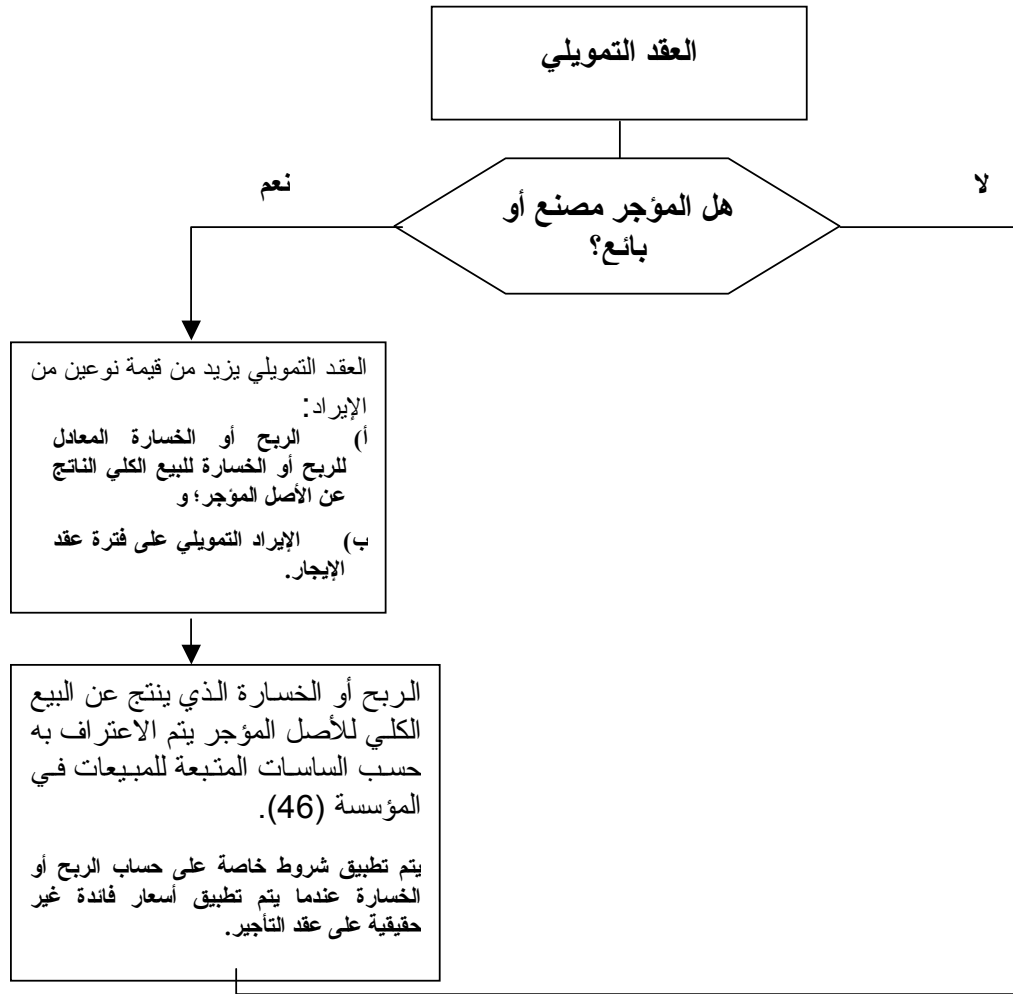 العقد التمويلي
هل المؤجر مصنع أو
بائع؟
نعم
لا
العقد التمويلي يزيد من قيمة نوعين من
الإيراد:
أ) الربح أو الخسارة المعادل
للربح أو الخسارة للبيع الكلي الناتج
عن الأصل المؤجر؛ و
ب) الإيراد التمويلي على فترة عقد
الإيجار.
الربح أو الخسارة الذي ينتج عن البيع
الكلي للأصل المؤجر يتم الاعتراف به
حسب الساسات المتبعة للمبيعات في
المؤسسة (46).
يتم تطبيق شروط خاصة على حساب الربح أو
الخسارة عندما يتم تطبيق أسعار فائدة غير
حقيقية على عقد التأجير.